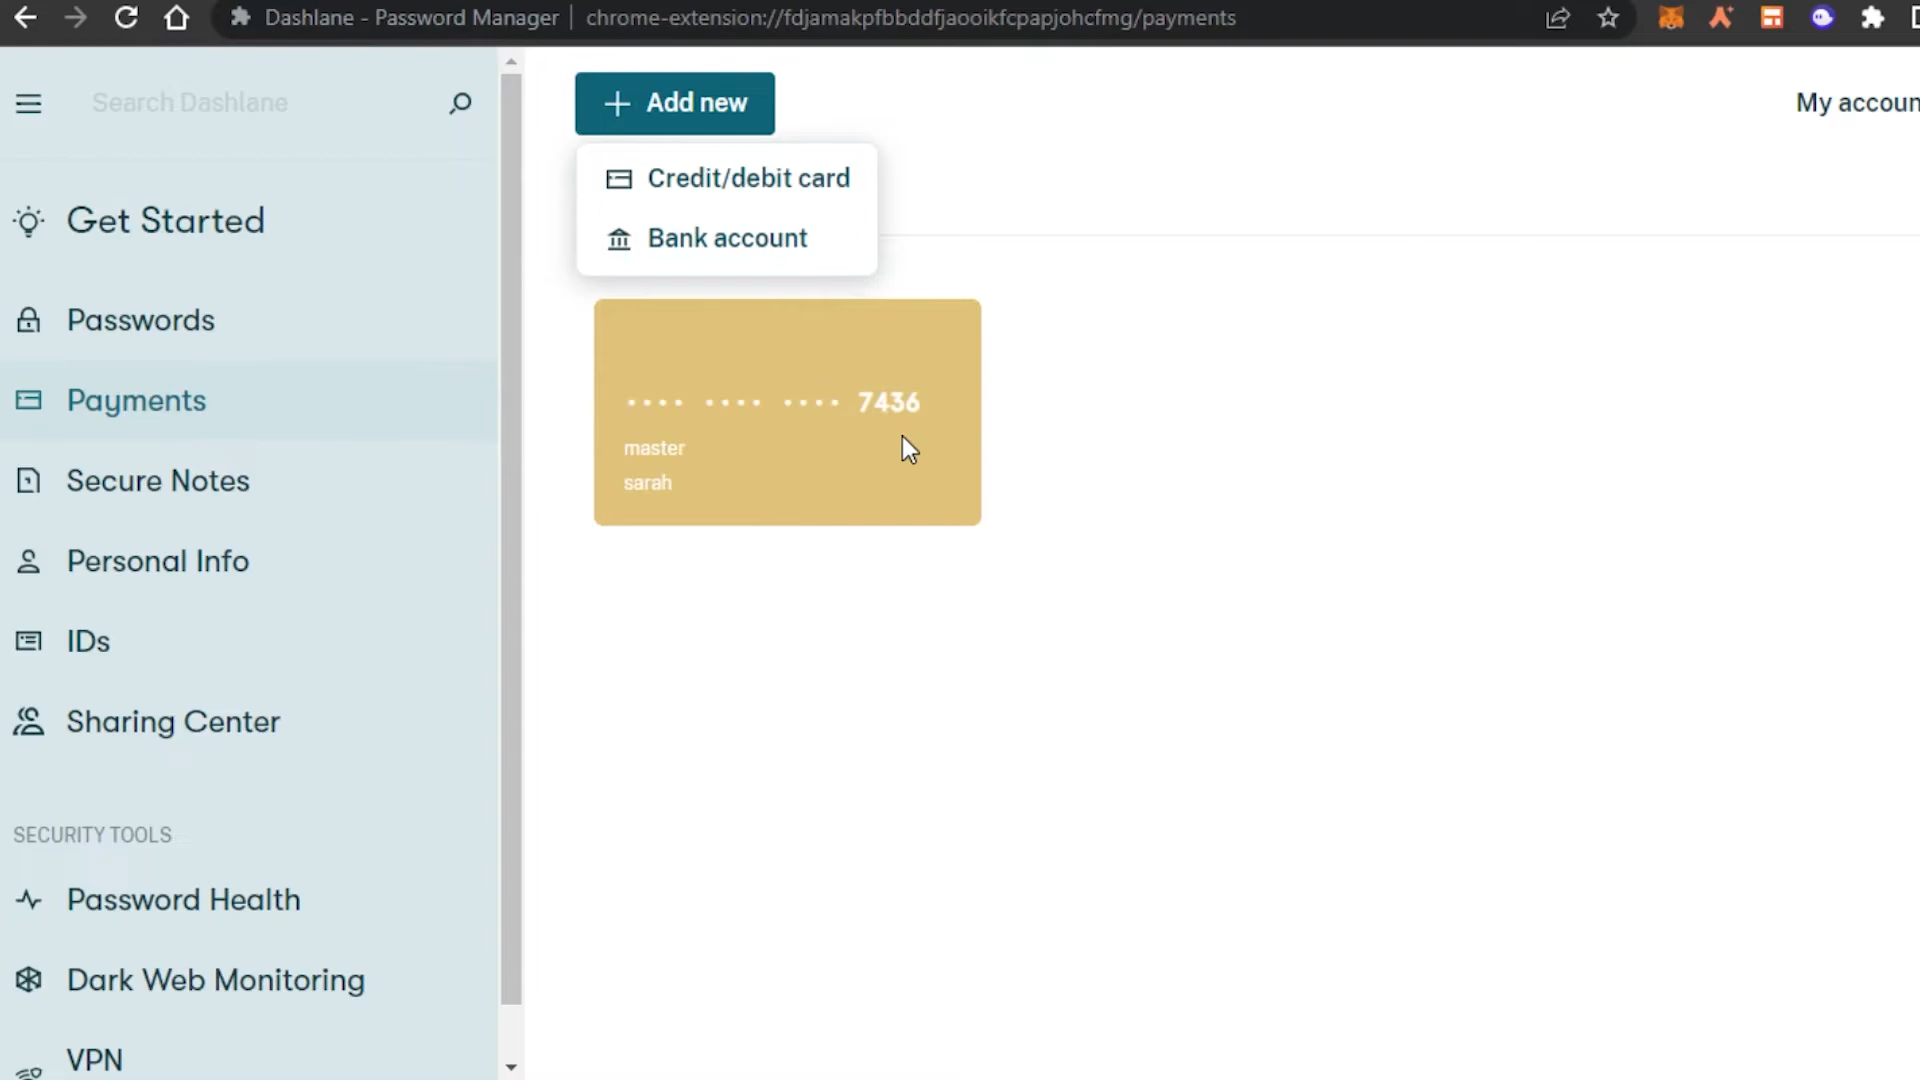 Dashlane - Password Manager | chrome-extension://fdjamakpfbbddfjaooikfcpapjohcfmg/payments
Search Dashlane
Add new
My accoun
Credit/debit card
Bank account
Get Started
Passwords
Payments
Secure Notes
Personal Info
IDs
Sharing Center
SECURITY TOOLS
Password Health
Dark Web Monitoring
VPN
•••• •••• •••• 7436
master
sarah